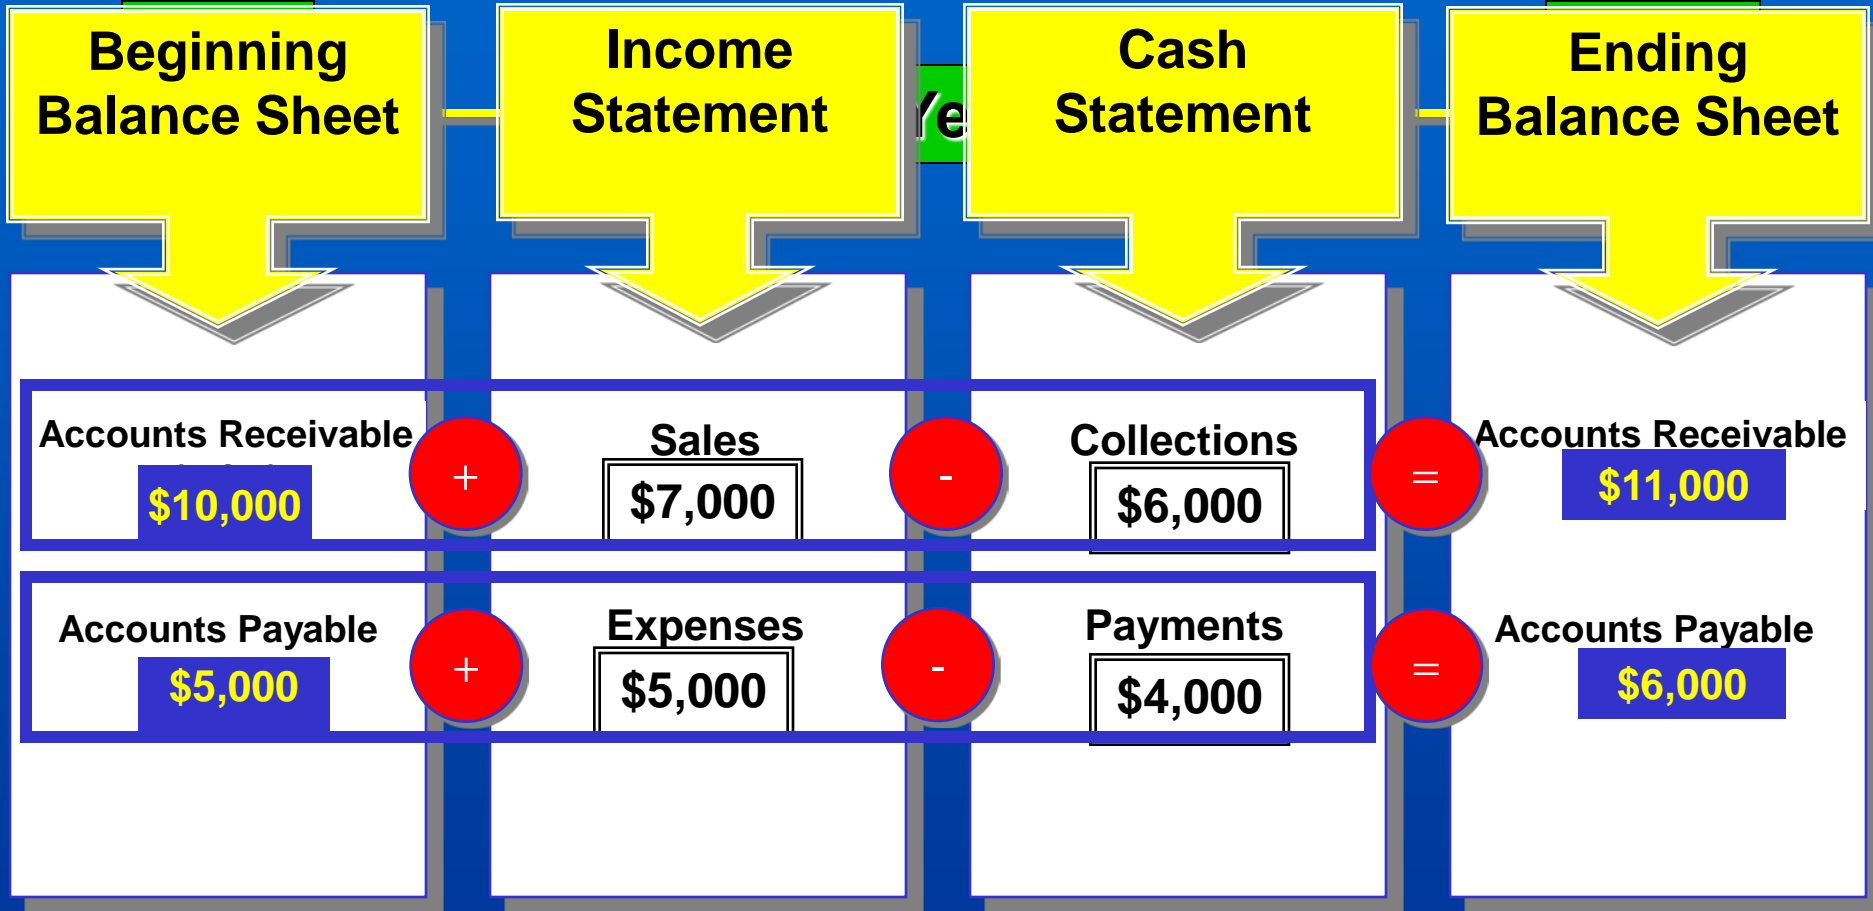 Beginning
Balance Sheet
Income
Statement
Cash
Statement
Ending
Balance Sheet
Accounts Receivable
$10,000
+
Sales
$7,000
-
Collections
$6,000
=
Accounts Receivable
$11,000
Accounts Payable
$5,000
+
Expenses
$5,000
-
Payments
$4,000
=
Accounts Payable
$6,000